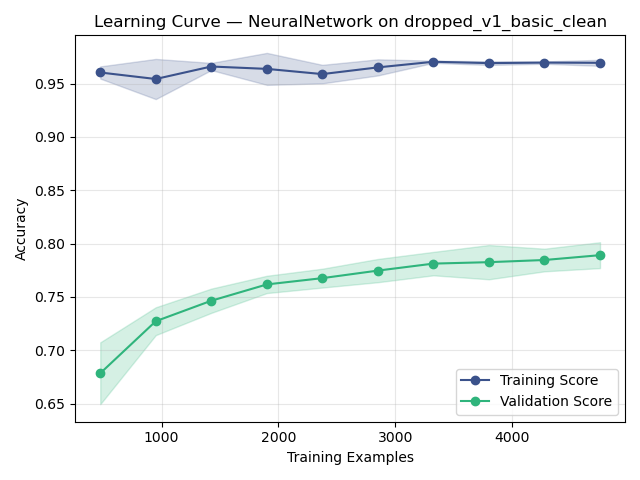 Learning Curve — NeuralNetwork on dropped_v1_basic_clean
0.95
0.90
0.85
0.80
0.75
0.70
0.65
Accuracy
1000 2000 3000 4000
Training Examples
Training Score
Validation Score